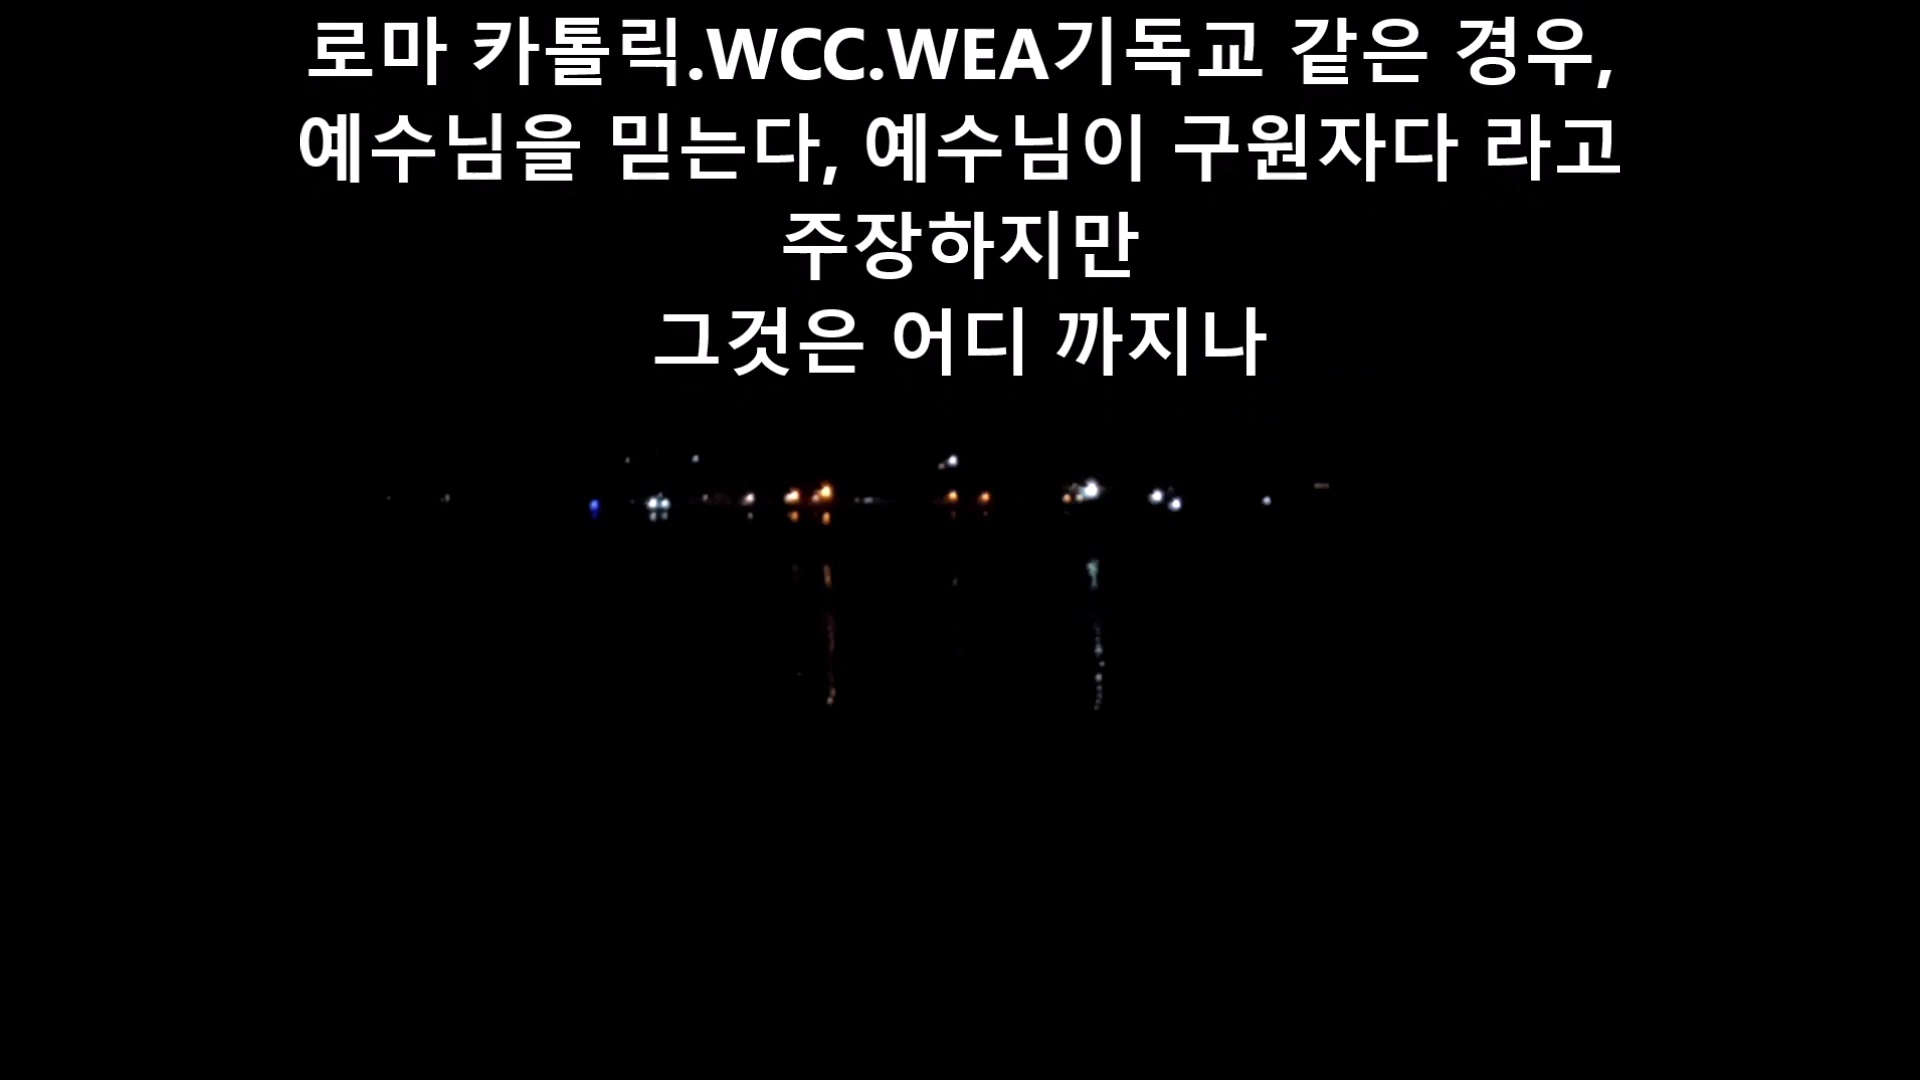 로마 카톨릭.WCC.WEA기독교 같은 경우,
예수님을 믿는다, 예수님이 구원자다 라고
주장하지만
그것은 어디 까지나